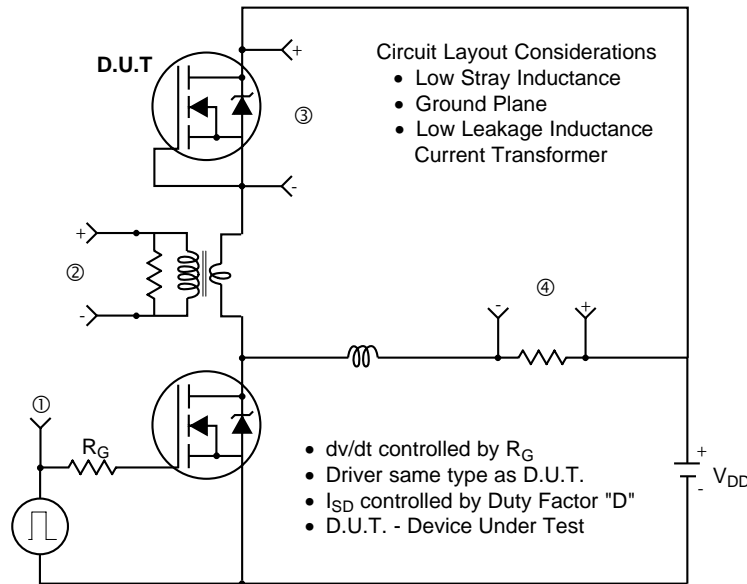 D.U.T
+
-
③
Circuit Layout Considerations
• Low Stray Inductance
• Ground Plane
• Low Leakage Inductance
Current Transformer
+
②
-
④
-
+
①
R_G
• dv/dt controlled by R_G
• Driver same type as D.U.T.
• I_SD controlled by Duty Factor "D"
• D.U.T. - Device Under Test
+
V_DD
-